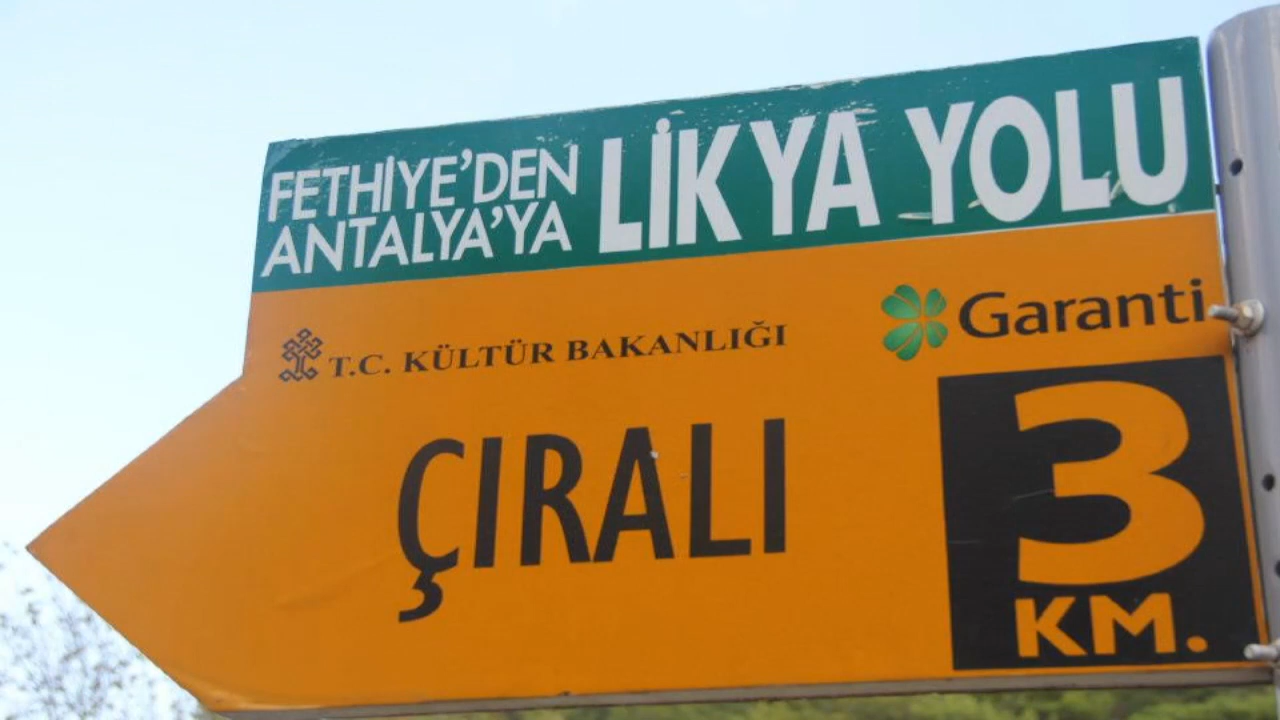 FETHİYE'DEN
ANTALYA'YA
LİKYA YOLU
T.C. KÜLTÜR BAKANLIĞI
Garanti
ÇIRALI
3
KM.